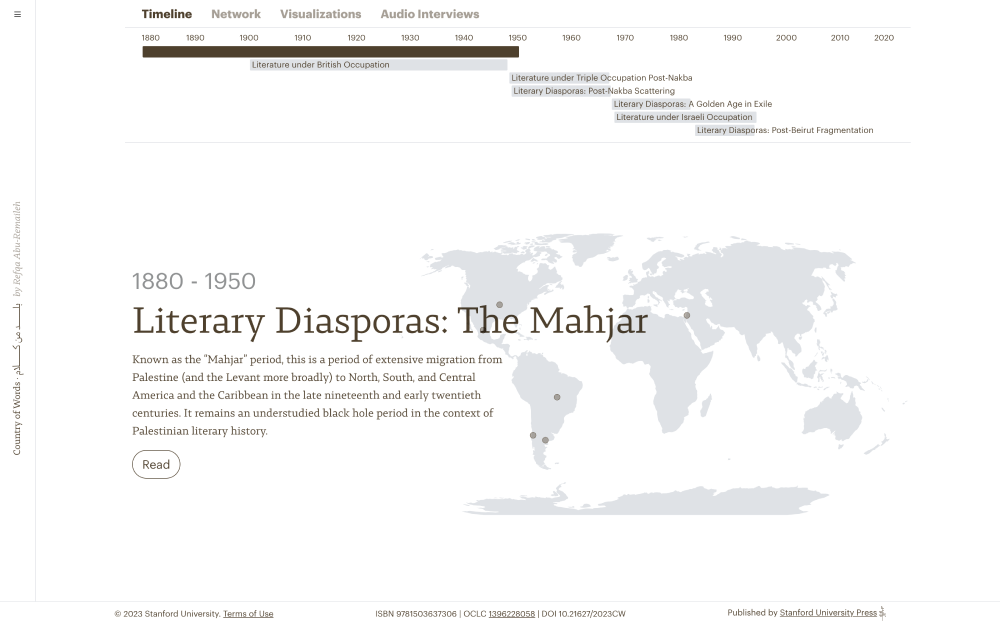 Timeline Network Visualizations Audio Interviews
1880 1890 1900 1910 1920 1930 1940 1950 1960 1970 1980 1990 2000 2010 2020
Literature under British Occupation
Literature under Triple Occupation Post-Nakba
Literary Diasporas: Post-Nakba Scattering
Literary Diasporas: A Golden Age in Exile
Literature under Israeli Occupation
Literary Diasporas: Post-Beirut Fragmentation
Country of Words · بلـــــد من كـــــلام by Refqa Abu-Remaileh
1880 - 1950
Literary Diasporas: The Mahjar
Known as the "Mahjar" period, this is a period of extensive migration from
Palestine (and the Levant more broadly) to North, South, and Central
America and the Caribbean in the late nineteenth and early twentieth
centuries. It remains an understudied black hole period in the context of
Palestinian literary history.
Read
© 2023 Stanford University. Terms of Use
ISBN 9781503637306 | OCLC 1396228058 | DOI 10.21627/2023CW
Published by Stanford University Press